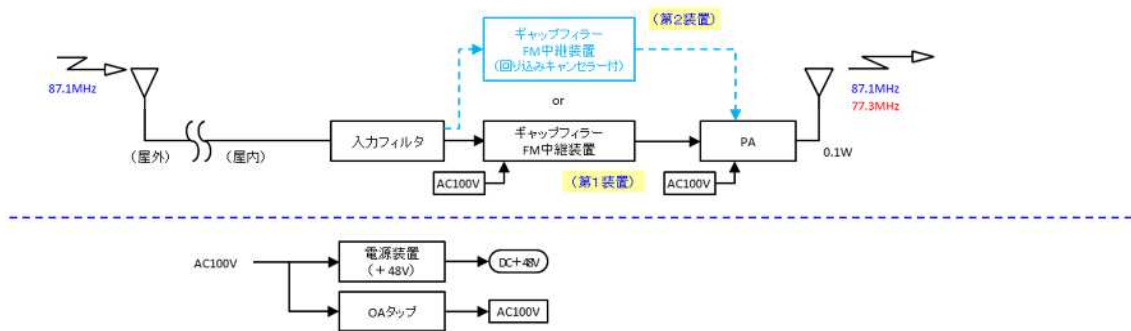 (第2装置)
ギャップフィラー
FM中継装置
(回り込みキャンセラー付)
87.1MHz
87.1MHz
77.3MHz
or
入力フィルタ
ギャップフィラー
FM中継装置
PA
(屋外)
(屋内)
0.1W
AC100V
(第1装置)
AC100V
AC100V
電源装置
(+48V)
DC+48V
OAタップ
AC100V